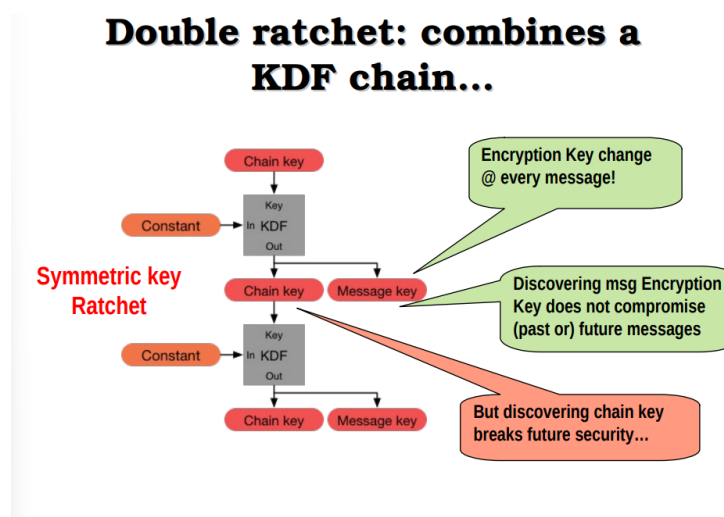 Double ratchet: combines a
KDF chain...
Chain key
Encryption Key change
@ every message!
Key
Constant
In KDF
Out
Symmetric key
Ratchet
Chain key
Message key
Discovering msg Encryption
Key does not compromise
(past or) future messages
Key
Constant
In KDF
Out
Chain key
Message key
But discovering chain key
breaks future security...